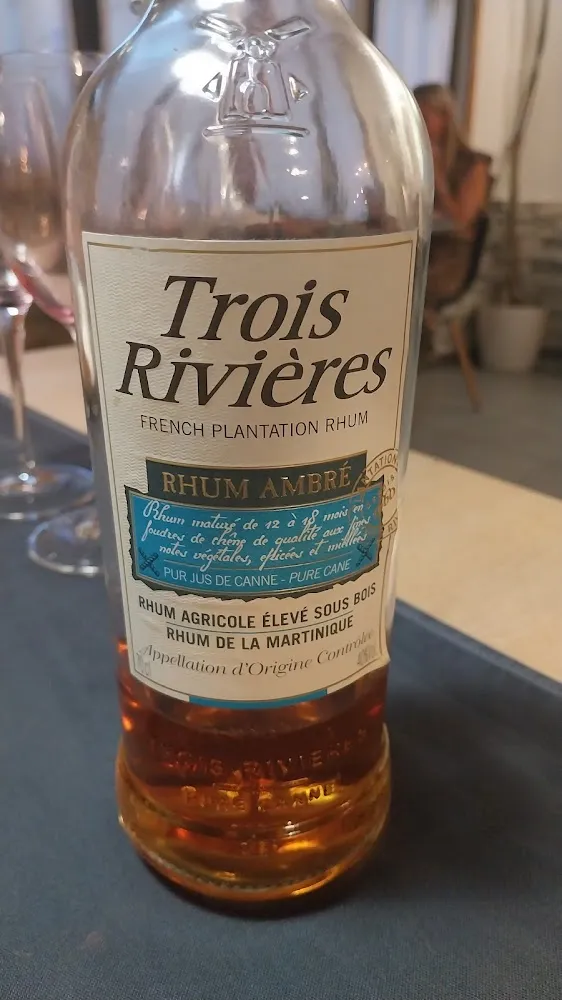 Trois
Rivières
FRENCH PLANTATION RHUM
RHUM AMBRÉ
Rhum maturé de 12 à 18 mois en
foudres de chêne de qualité aux fines
notes végétales, épicées et
PUR JUS DE CANNE - PURE CANE
RHUM AGRICOLE ÉLEVÉ SOUS BOIS
RHUM DE LA MARTINIQUE
Appellation d'Origine Contrôlée
TROIS RIVIERES